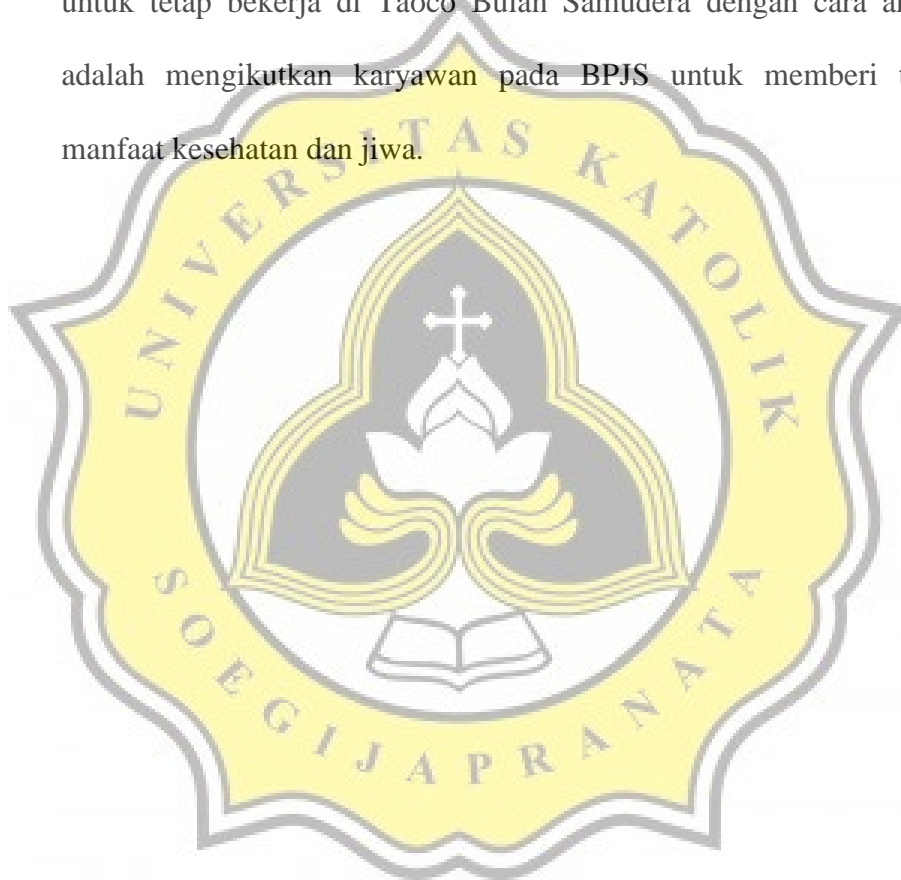 untuk tetap bekerja di Taoco Bulan Samudera dengan cara
adalah mengikutkan karyawan pada BPJS untuk memberi
manfaat kesehatan dan jiwa.
UNIVERSITAS KATOLIK
SOEGIJAPRANATA